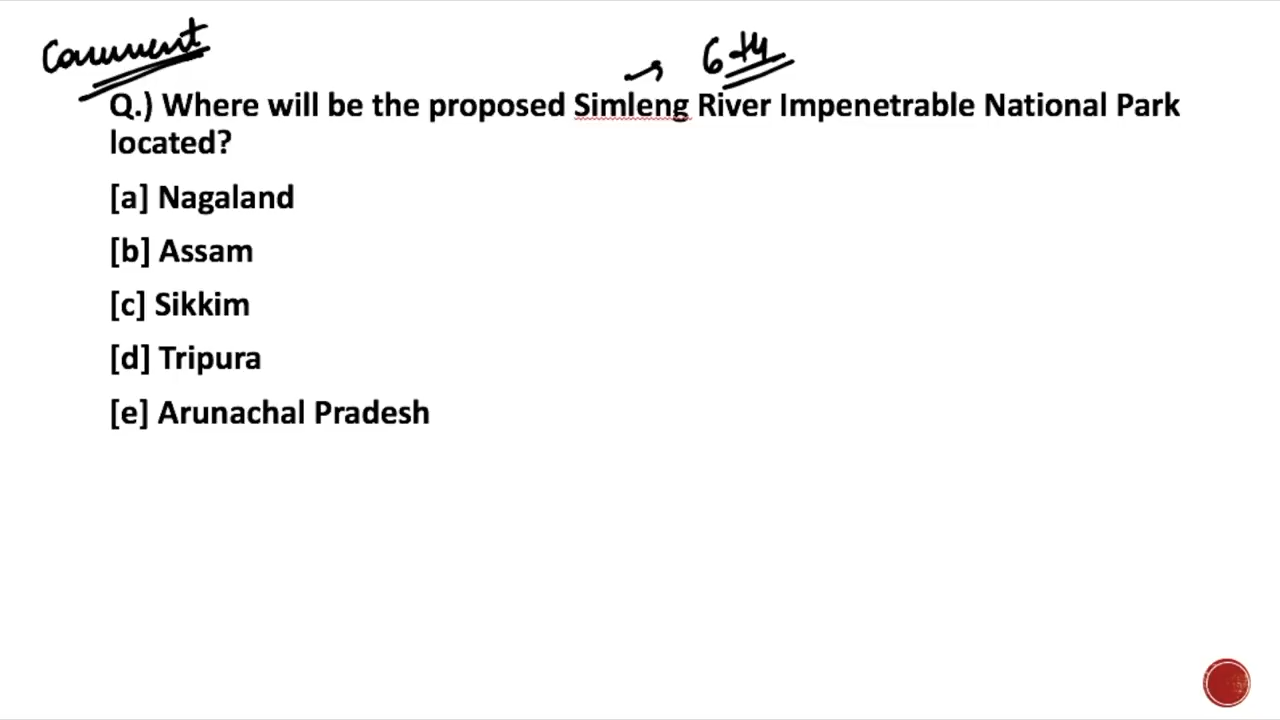 Comment
6th
Q.) Where will be the proposed Simleng River Impenetrable National Park
located?
[a] Nagaland
[b] Assam
[c] Sikkim
[d] Tripura
[e] Arunachal Pradesh